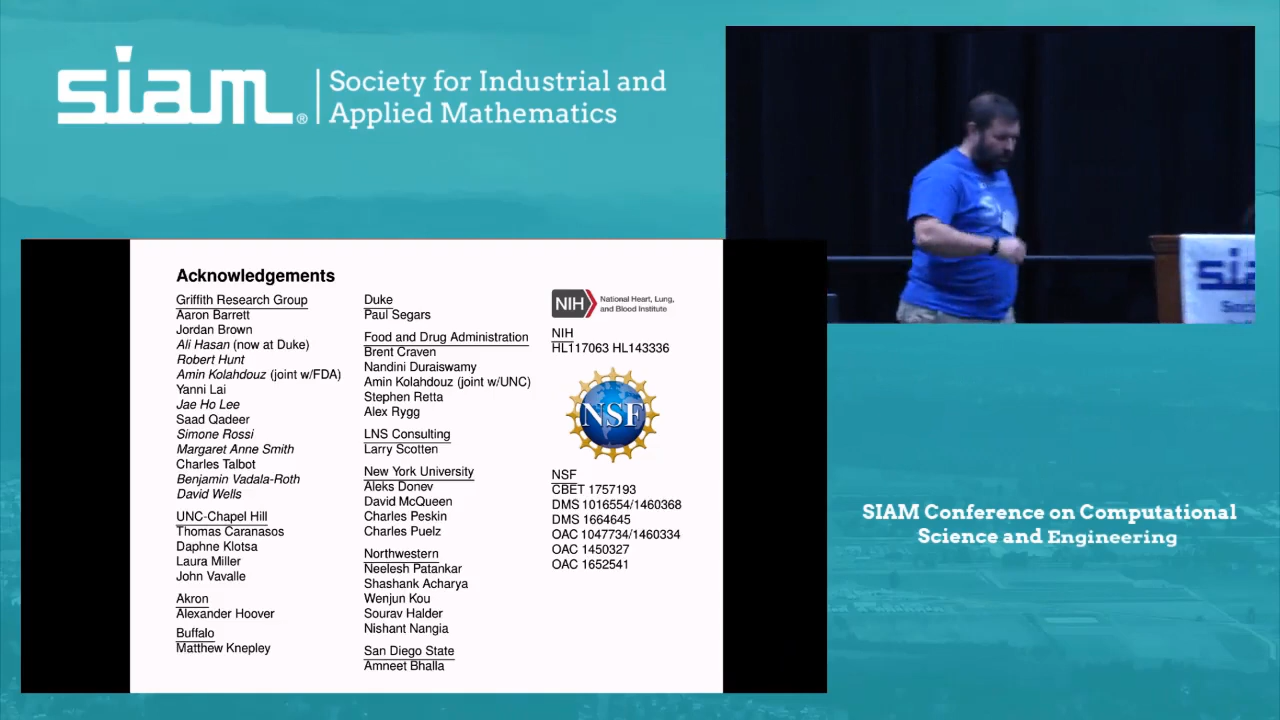 siam® Society for Industrial and
Applied Mathematics
Acknowledgements
Griffith Research Group
Aaron Barrett
Jordan Brown
Ali Hasan (now at Duke)
Robert Hunt
Amin Kolahdouz (joint w/FDA)
Yanni Lai
Jae Ho Lee
Saad Qadeer
Simone Rossi
Margaret Anne Smith
Charles Talbot
Benjamin Vadala-Roth
David Wells
UNC-Chapel Hill
Thomas Caranasos
Daphne Klotsa
Laura Miller
John Vavalle
Akron
Alexander Hoover
Buffalo
Matthew Knepley
Duke
Paul Segars
Food and Drug Administration
Brent Craven
Nandini Duraiswamy
Amin Kolahdouz (joint w/UNC)
Stephen Retta
Alex Rygg
LNS Consulting
Larry Scotten
New York University
Aleks Donev
David McQueen
Charles Peskin
Charles Puelz
Northwestern
Neelesh Patankar
Shashank Acharya
Wenjun Kou
Sourav Halder
Nishant Nangia
San Diego State
Amneet Bhalla
NIH National Heart, Lung,
and Blood Institute
NIH
HL117063 HL143336
NSF
NSF
CBET 1757193
DMS 1016554/1460368
DMS 1664645
OAC 1047734/1460334
OAC 1450327
OAC 1652541
SIAM Conference on Computational
Science and Engineering